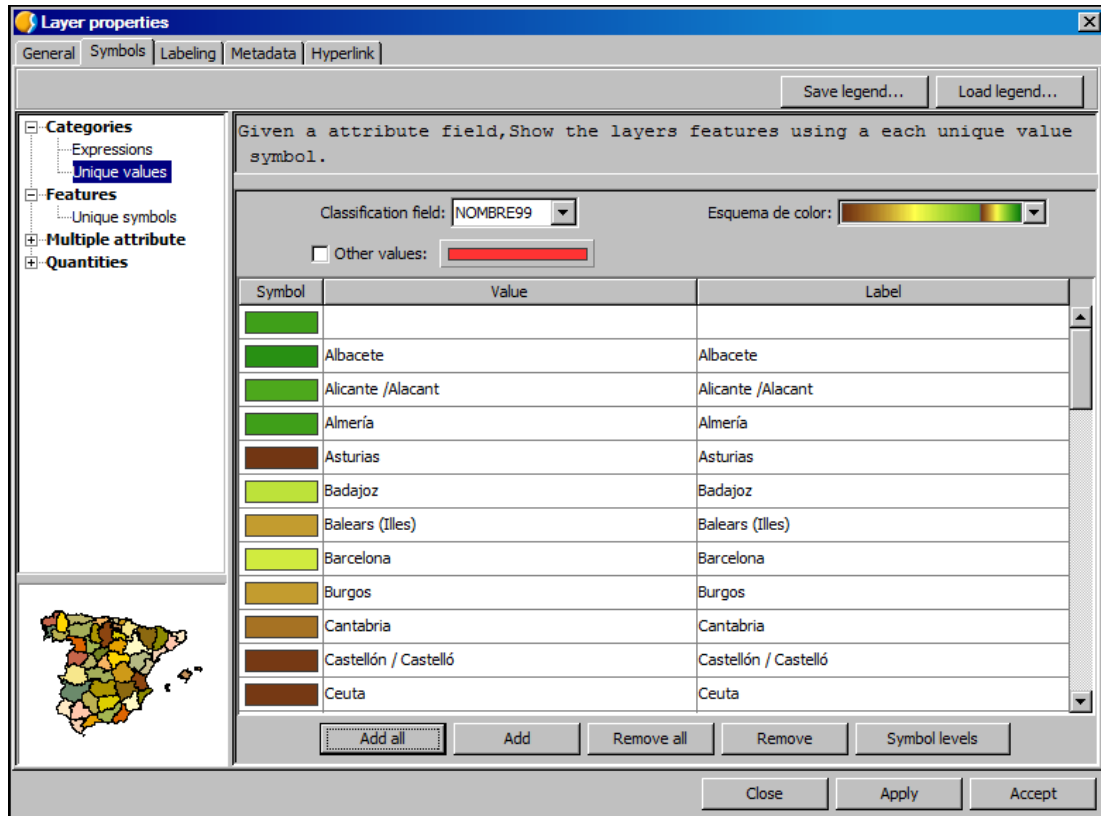 Layer properties
General Symbols Labeling Metadata Hyperlink
Save legend... Load legend...
Categories
Expressions
Unique values
Features
Unique symbols
Multiple attribute
Quantities
Given a attribute field,Show the layers features using a each unique value
symbol.
Classification field: NOMBRE99 Esquema de color:
Other values:
Symbol Value Label
Albacete Albacete
Alicante /Alacant Alicante /Alacant
Almería Almería
Asturias Asturias
Badajoz Badajoz
Balears (Illes) Balears (Illes)
Barcelona Barcelona
Burgos Burgos
Cantabria Cantabria
Castellón / Castelló Castellón / Castelló
Ceuta Ceuta
Add all Add Remove all Remove Symbol levels
Close Apply Accept